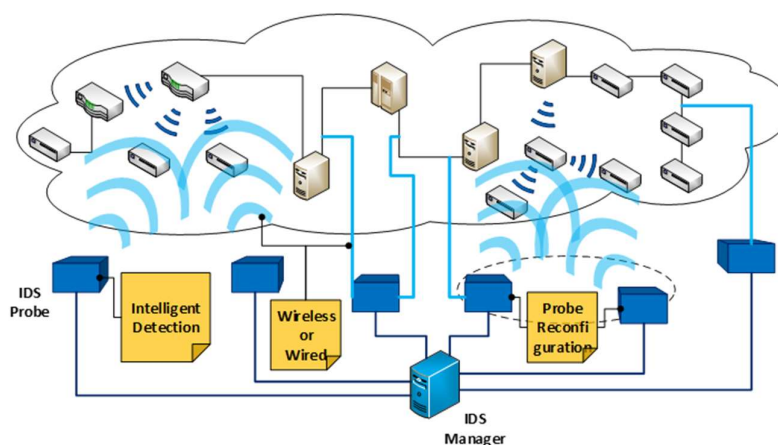 IDS
Probe
Intelligent
Detection
Wireless
or
Wired
Probe
Reconfi
guration
IDS
Manager